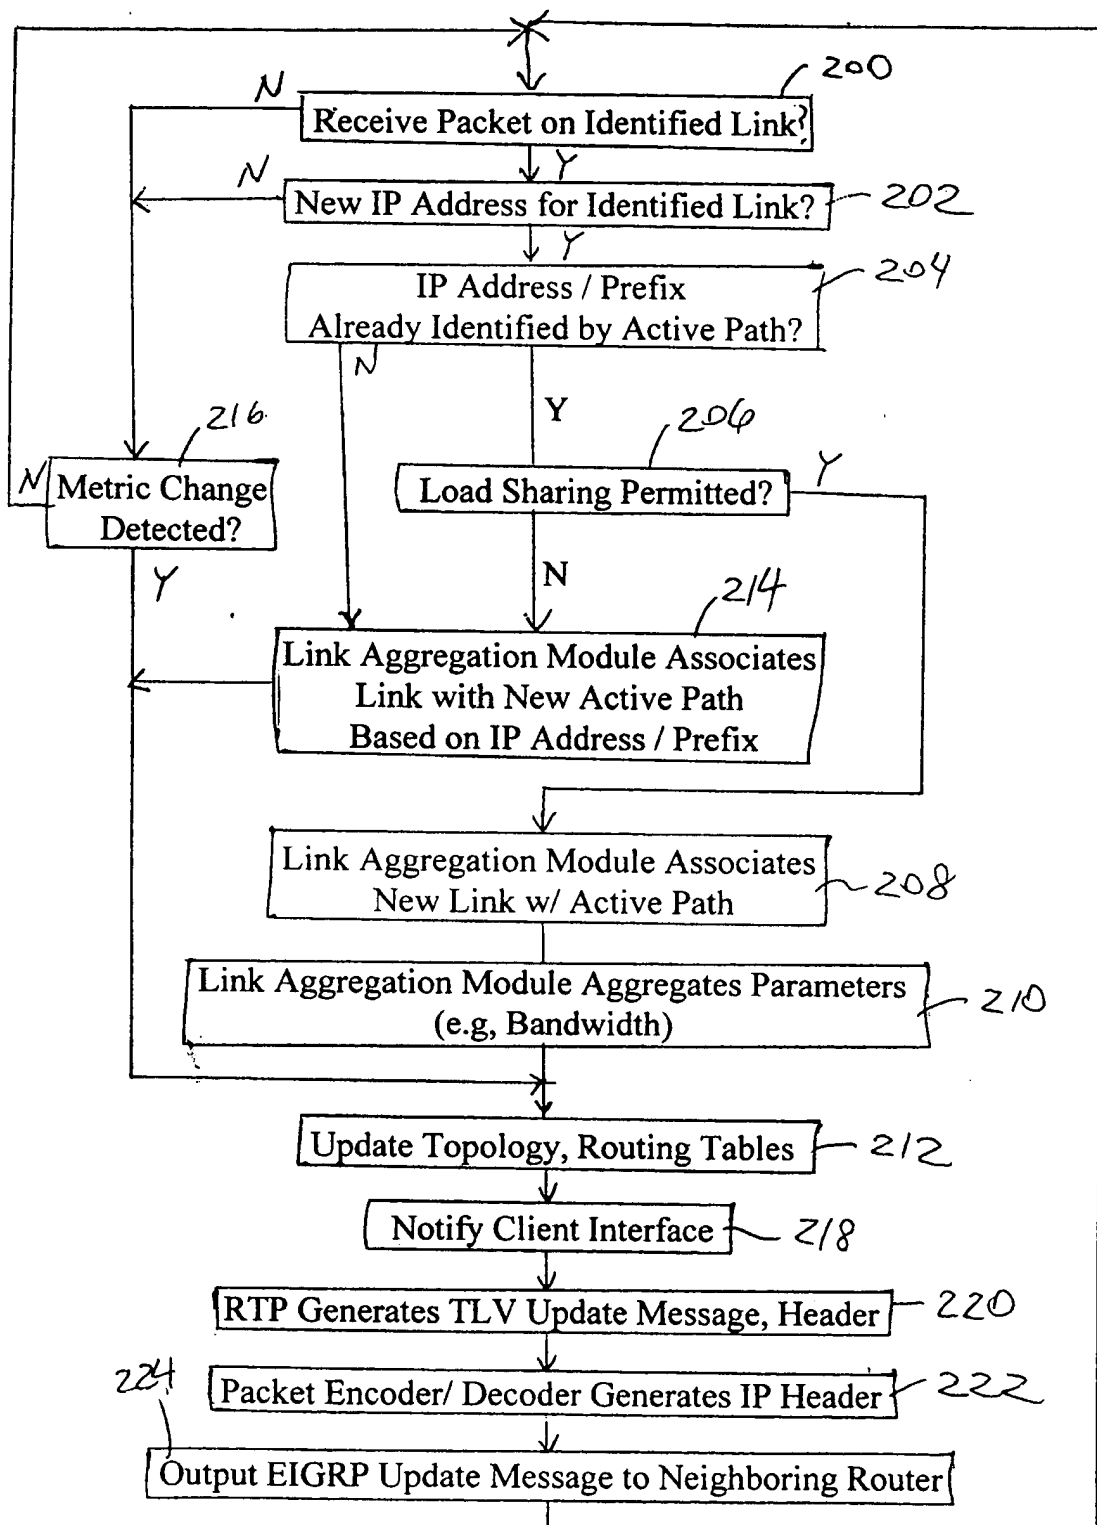 200
N
Receive Packet on Identified Link?
Y
N
New IP Address for Identified Link?
202
Y
204
IP Address / Prefix
Already Identified by Active Path?
N
Y
216
206
Y
N
Metric Change
Detected?
Load Sharing Permitted?
Y
N
214
Link Aggregation Module Associates
Link with New Active Path
Based on IP Address / Prefix
Link Aggregation Module Associates
New Link w/ Active Path
208
Link Aggregation Module Aggregates Parameters
(e.g, Bandwidth)
210
Update Topology, Routing Tables
212
Notify Client Interface
218
RTP Generates TLV Update Message, Header
220
224
Packet Encoder/ Decoder Generates IP Header
222
Output EIGRP Update Message to Neighboring Router